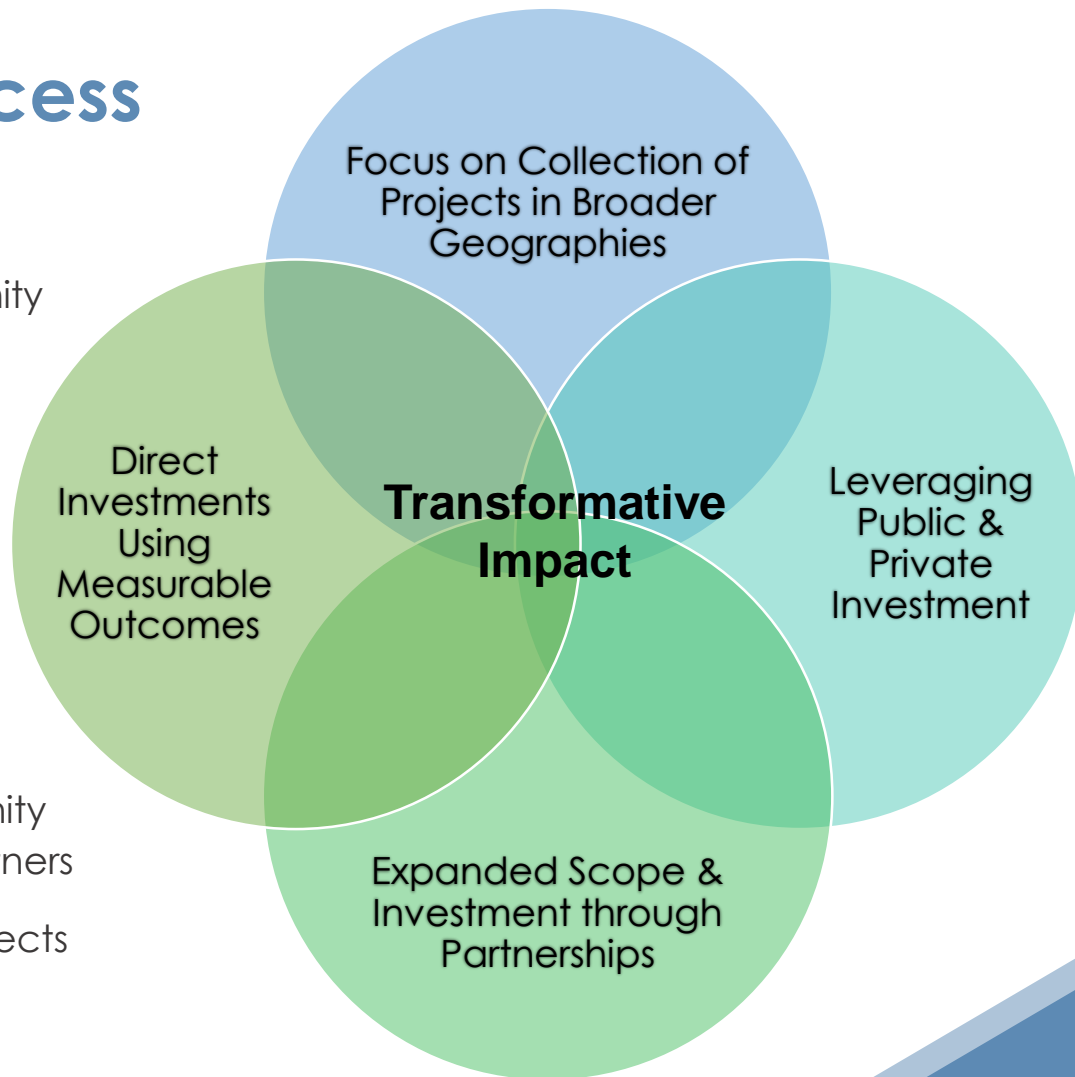 cess
nity
nity
tners
ects
Focus on Collection of
Projects in Broader
Geographies
Direct
Investments
Using
Measurable
Outcomes
Transformative
Impact
Leveraging
Public &
Private
Investment
Expanded Scope &
Investment through
Partnerships